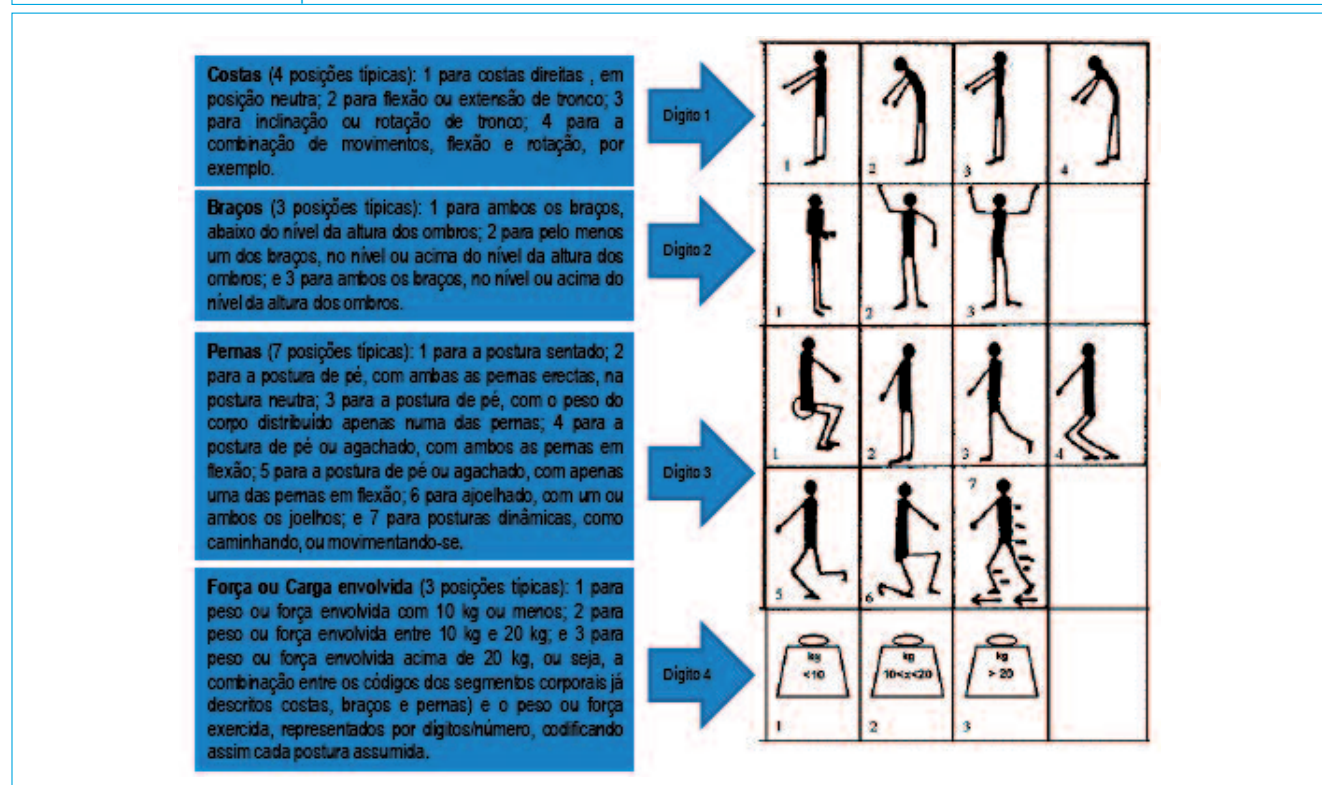 Costas (4 posições típicas): 1 para costas direitas , em
posição neutra; 2 para flexão ou extensão de tronco; 3
para inclinação ou rotação de tronco; 4 para a
combinação de movimentos, flexão e rotação, por
exemplo.
Dígito 1
1
2
3
4
Braços (3 posições típicas): 1 para ambos os braços,
abaixo do nível da altura dos ombros; 2 para pelo menos
um dos braços, no nível ou acima do nível da altura dos
ombros; e 3 para ambos os braços, no nível ou acima do
nível da altura dos ombros.
Dígito 2
1
2
3
Pernas (7 posições típicas): 1 para a postura sentado; 2
para a postura de pé, com ambas as pernas erectas, na
postura neutra; 3 para a postura de pé, com o peso do
corpo distribuído apenas numa das pernas; 4 para a
postura de pé ou agachado, com ambos as pernas em
flexão; 5 para a postura de pé ou agachado, com apenas
uma das pernas em flexão; 6 para ajoelhado, com um ou
ambos os joelhos; e 7 para posturas dinâmicas, como
caminhando, ou movimentando-se.
Dígito 3
1
2
3
4
5
6
7
Força ou Carga envolvida (3 posições típicas): 1 para
peso ou força envolvida com 10 kg ou menos; 2 para
peso ou força envolvida entre 10 kg e 20 kg; e 3 para
peso ou força envolvida acima de 20 kg, ou seja, a
combinação entre os códigos dos segmentos corporais já
descritos costas, braços e pernas) e o peso ou força
exercida, representados por dígitos/número, codificando
assim cada postura assumida.
Dígito 4
kg
<10
1
kg
10<x<20
2
kg
> 20
3